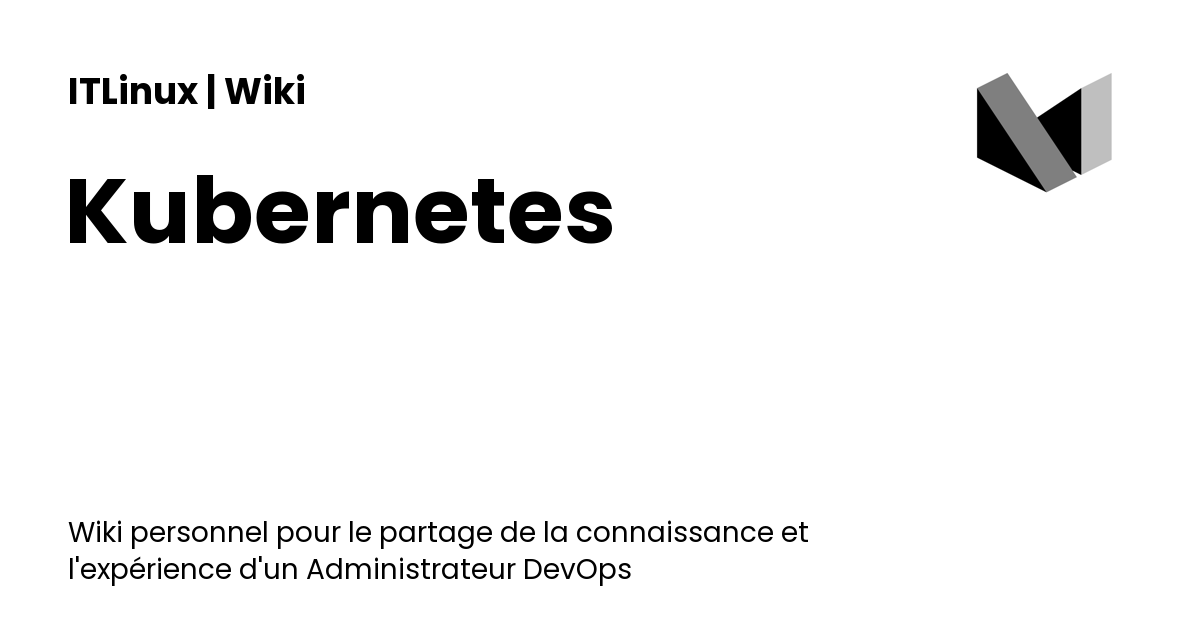 ITLinux | Wiki
Kubernetes
Wiki personnel pour le partage de la connaissance et
l'expérience d'un Administrateur DevOps